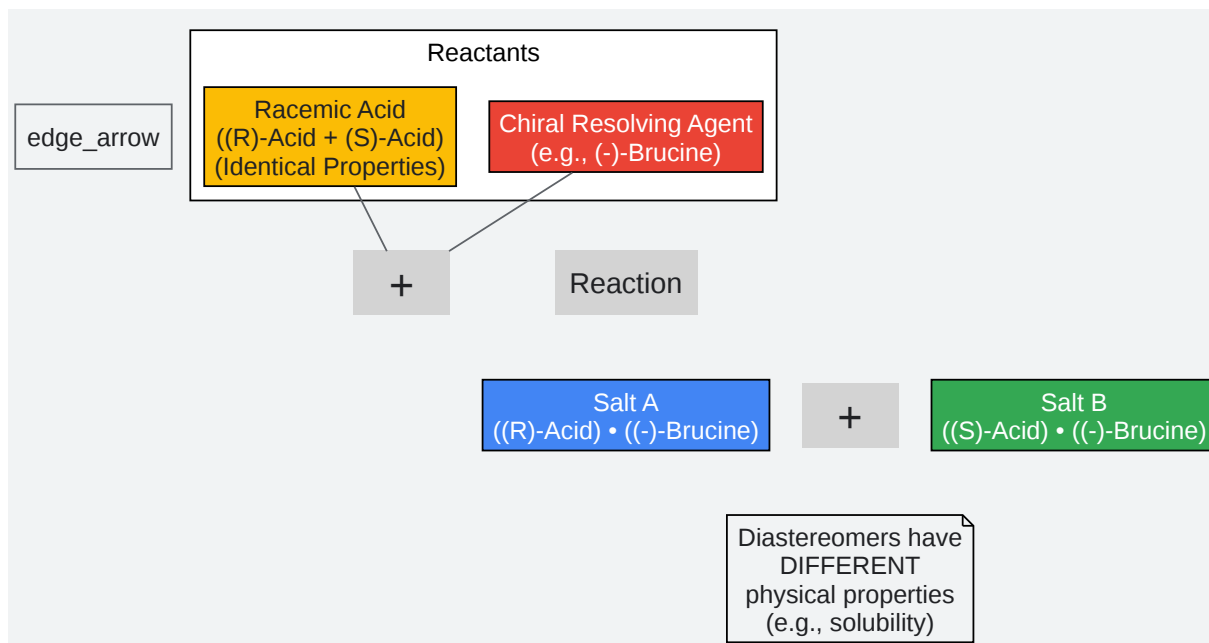 Reactants
edge_arrow
Racemic Acid
((R)-Acid + (S)-Acid)
(Identical Properties)
Chiral Resolving Agent
(e.g., (-)-Brucine)
+
Reaction
Salt A
((R)-Acid) • ((-)-Brucine)
+
Salt B
((S)-Acid) • ((-)-Brucine)
Diastereomers have
DIFFERENT
physical properties
(e.g., solubility)